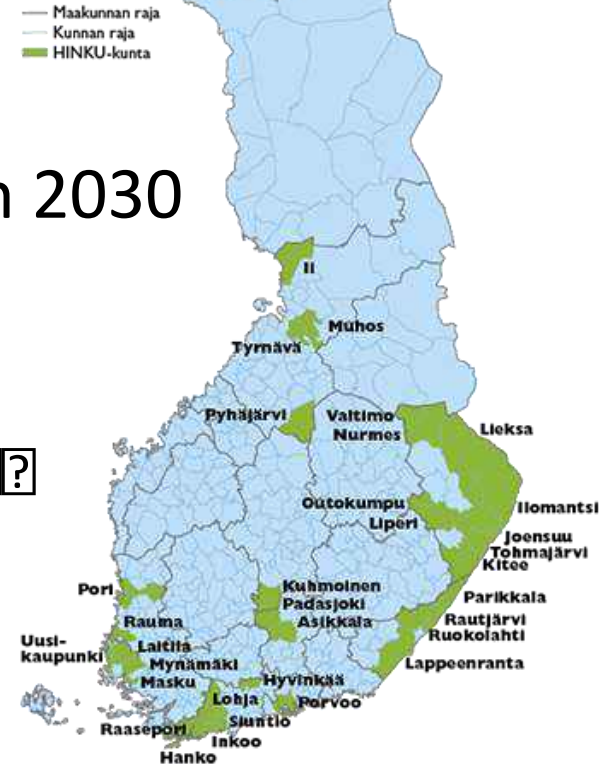 Maakunnan raja
Kunnan raja
HINKU-kunta
n 2030
Ii
Muhos
Tyrnävä
Pyhäjärvi
Valtimo
Nurmes
Lieksa
?
Outokumpu
Liperi
Ilomantsi
Joensuu
Tohmajärvi
Kitee
Pori
Kuhmoinen
Padasjoki
Asikkala
Parikkala
Rautjärvi
Ruokolahti
Rauma
Uusi-
kaupunki
Laitila
Mynämäki
Masku
Lappeenranta
Hyvinkää
Lohja
Porvoo
Siuntio
Raasepori
Inkoo
Hanko